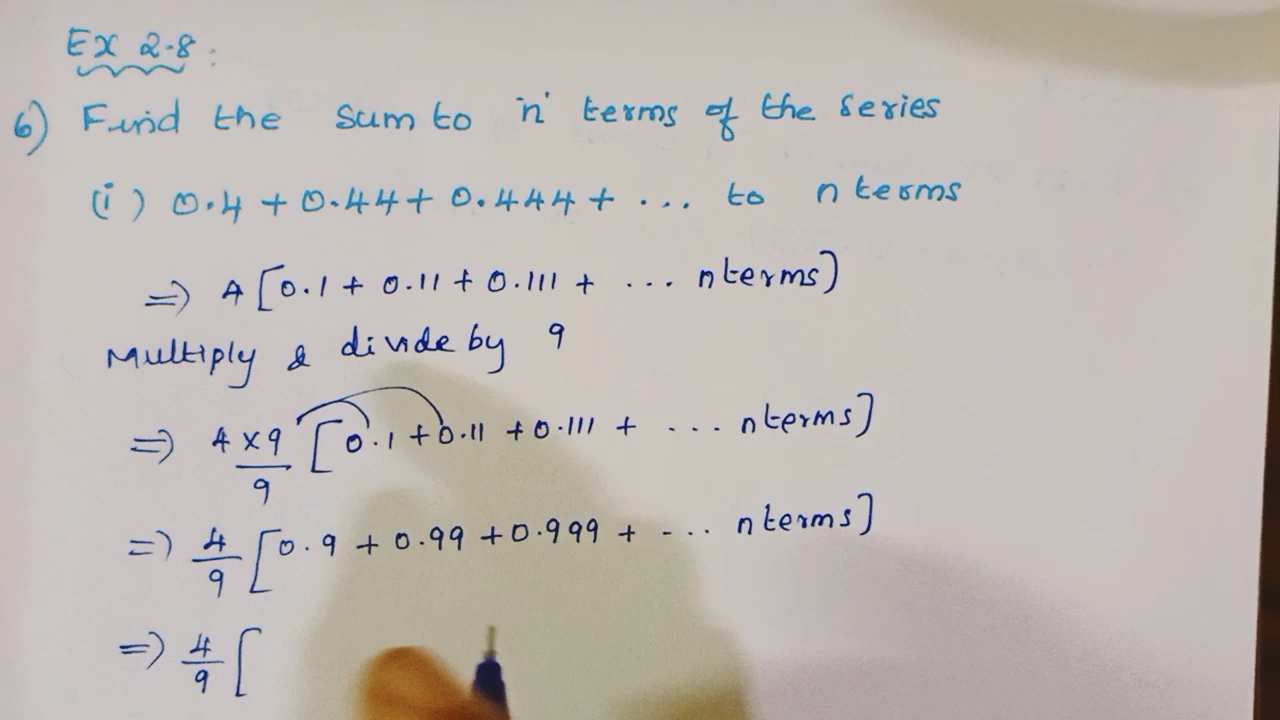 Ex 2.8:
6) Find the sum to 'n' terms of the series
(i) 0.4 + 0.44 + 0.444 + ... to n terms
=> 4 [0.1 + 0.11 + 0.111 + ... n terms]
Multiply & divide by 9
=> 4 x 9 / 9 [0.1 + 0.11 + 0.111 + ... n terms]
=> 4/9 [0.9 + 0.99 + 0.999 + ... n terms]
=> 4/9 [